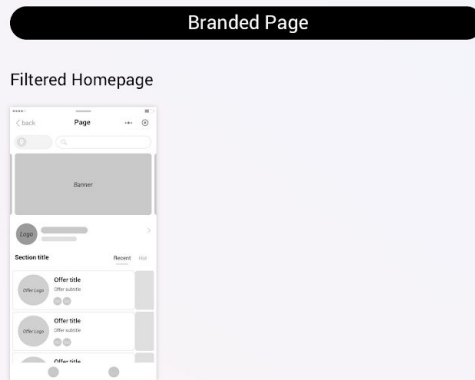 Branded Page
Filtered Homepage
back Page
Banner
Logo
Section title Recent Hot
Offer Logo Offer title
Offer subtitle
Offer Logo Offer title
Offer subtitle
Offer title